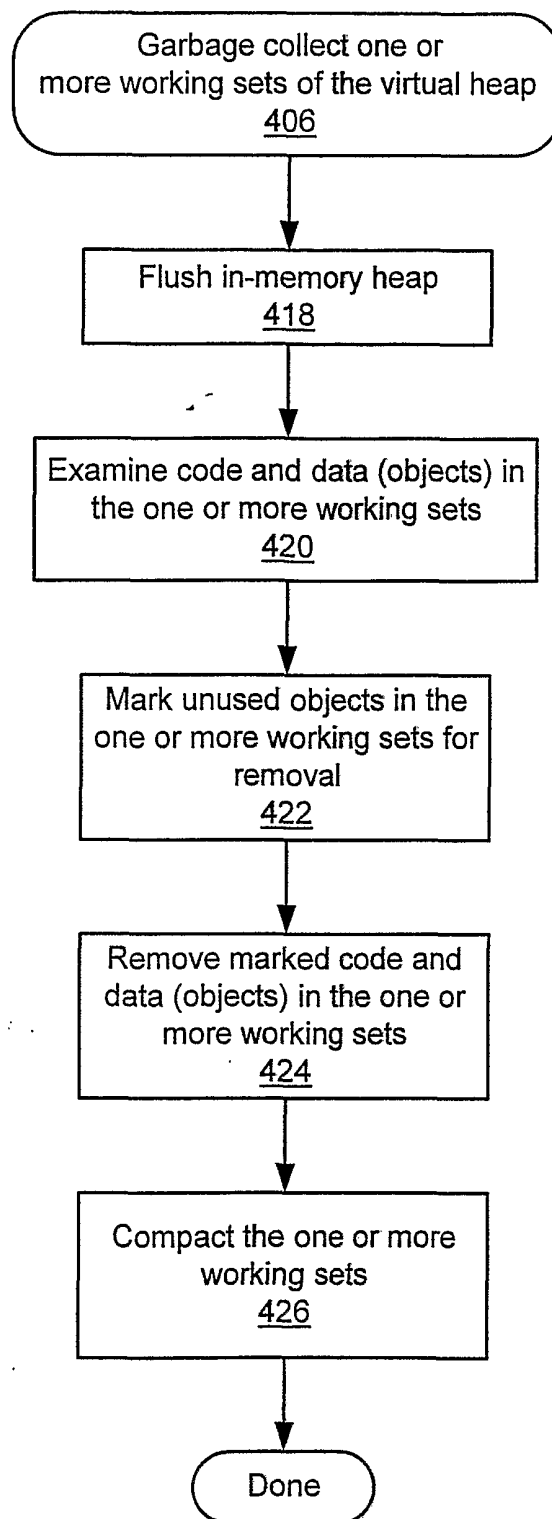 Garbage collect one or
more working sets of the virtual heap
406
Flush in-memory heap
418
Examine code and data (objects) in
the one or more working sets
420
Mark unused objects in the
one or more working sets for
removal
422
Remove marked code and
data (objects) in the one or
more working sets
424
Compact the one or more
working sets
426
Done